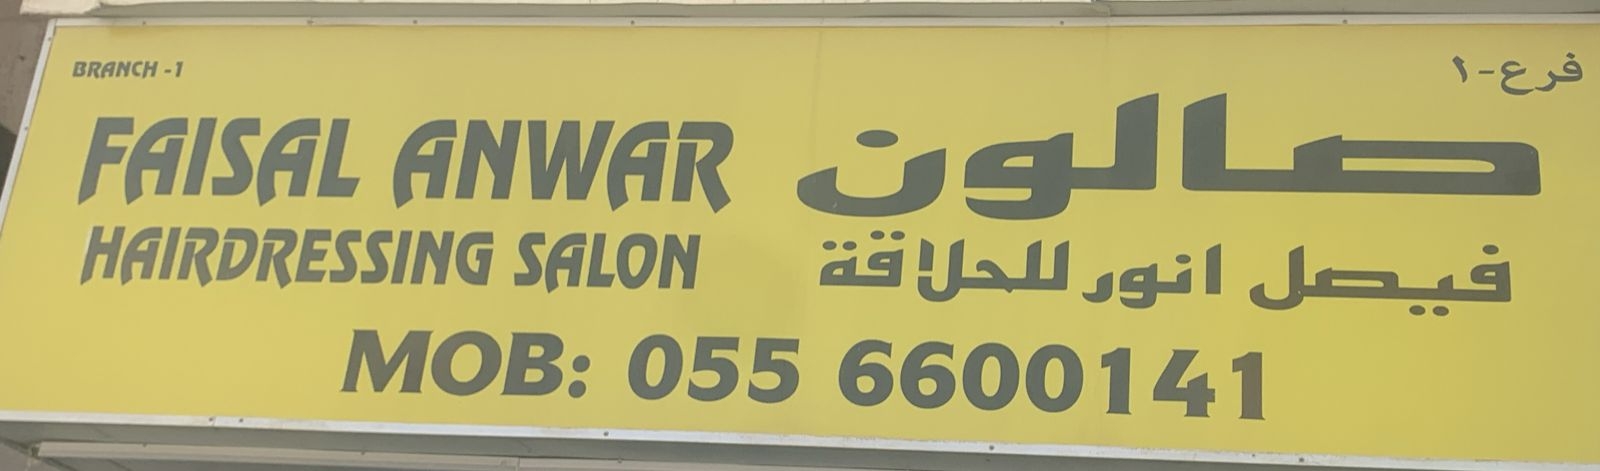 BRANCH -1
فرع-١
FAISAL ANWAR
HAIRDRESSING SALON
صالون
فيصل انور للحلاقة
MOB: 055 6600141